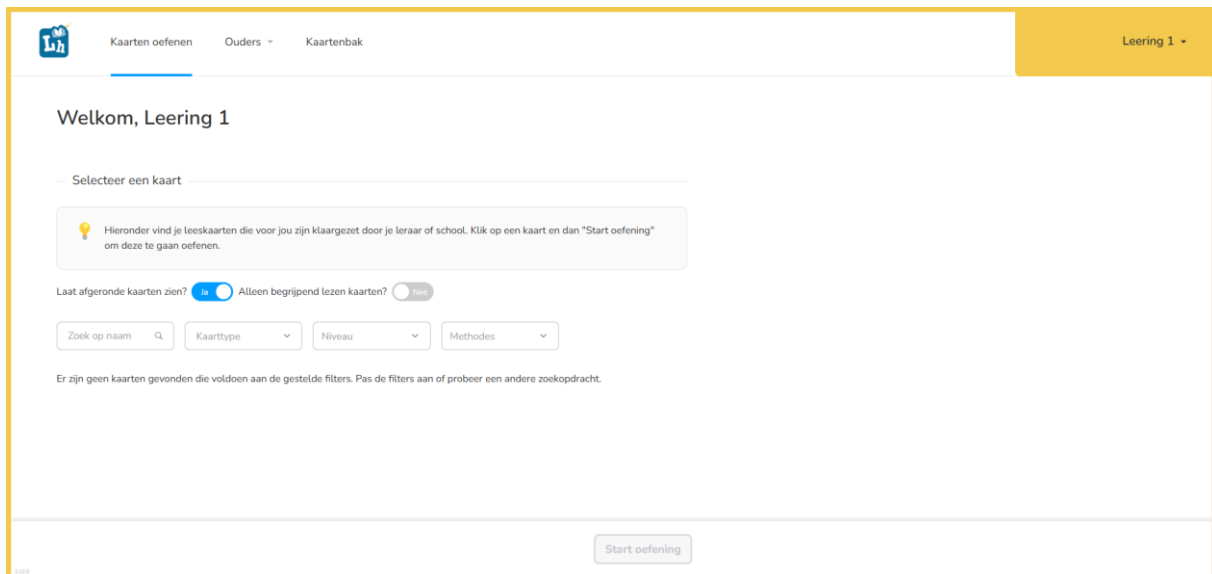 Lh Kaarten oefenen Ouders Kaartenbak Leering 1
Welkom, Leering 1
Selecteer een kaart
Hieronder vind je leeskaarten die voor jou zijn klaargezet door je leraar of school. Klik op een kaart en dan "Start oefening"
om deze te gaan oefenen.
Laat afgeronde kaarten zien? Ja Alleen begrijpend lezen kaarten? Nee
Zoek op naam Kaarttype Niveau Methodes
Er zijn geen kaarten gevonden die voldoen aan de gestelde filters. Pas de filters aan of probeer een andere zoekopdracht.
Start oefening